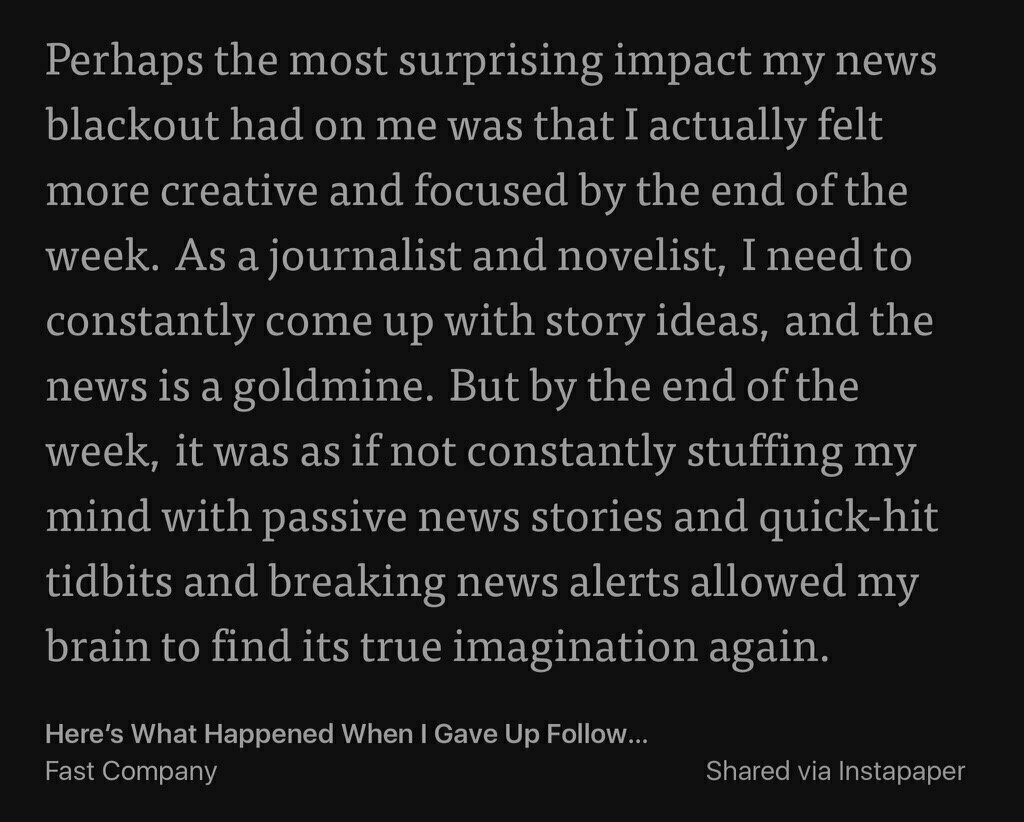 Perhaps the most surprising impact my news
blackout had on me was that I actually felt
more creative and focused by the end of the
week. As a journalist and novelist, I need to
constantly come up with story ideas, and the
news is a goldmine. But by the end of the
week, it was as if not constantly stuffing my
mind with passive news stories and quick-hit
tidbits and breaking news alerts allowed my
brain to find its true imagination again.
Here’s What Happened When I Gave Up Follow...
Fast Company
Shared via Instapaper